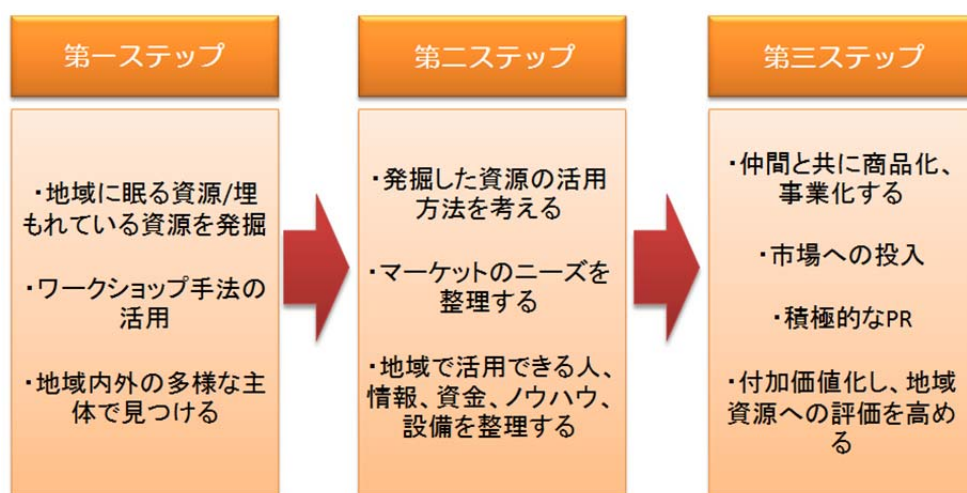 第一ステップ
・地域に眠る資源/埋
もれている資源を発掘
・ワークショップ手法の
活用
・地域内外の多様な主
体で見つける
第二ステップ
・発掘した資源の活用
方法を考える
・マーケットのニーズを
整理する
・地域で活用できる人、
情報、資金、ノウハウ、
設備を整理する
第三ステップ
・仲間と共に商品化、
事業化する
・市場への投入
・積極的なPR
・付加価値化し、地域
資源への評価を高め
る